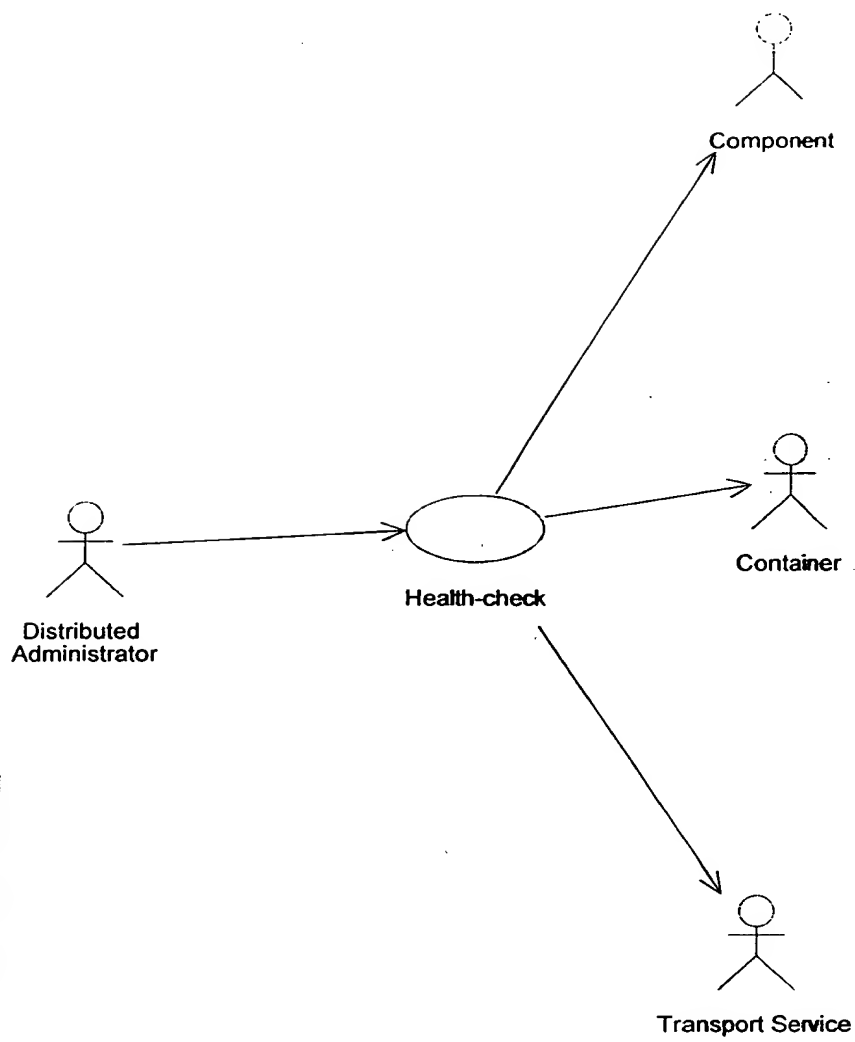 Component
Container
Health-check
Distributed
Administrator
Transport Service